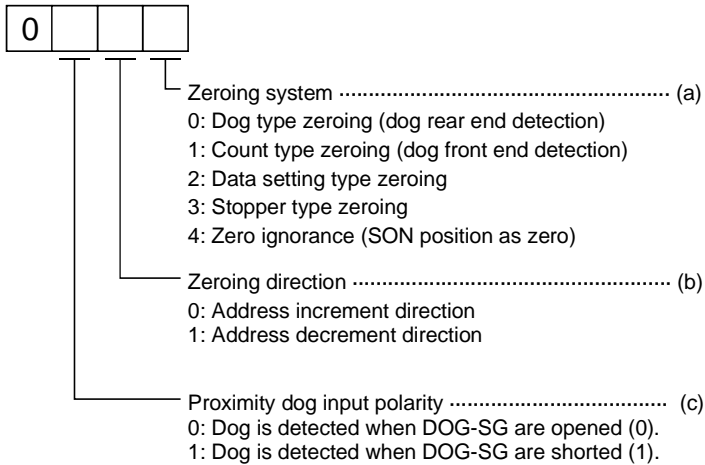 0
Zeroing system ........................................................ (a)
0: Dog type zeroing (dog rear end detection)
1: Count type zeroing (dog front end detection)
2: Data setting type zeroing
3: Stopper type zeroing
4: Zero ignorance (SON position as zero)
Zeroing direction ...................................................... (b)
0: Address increment direction
1: Address decrement direction
Proximity dog input polarity ..................................... (c)
0: Dog is detected when DOG-SG are opened (0).
1: Dog is detected when DOG-SG are shorted (1).